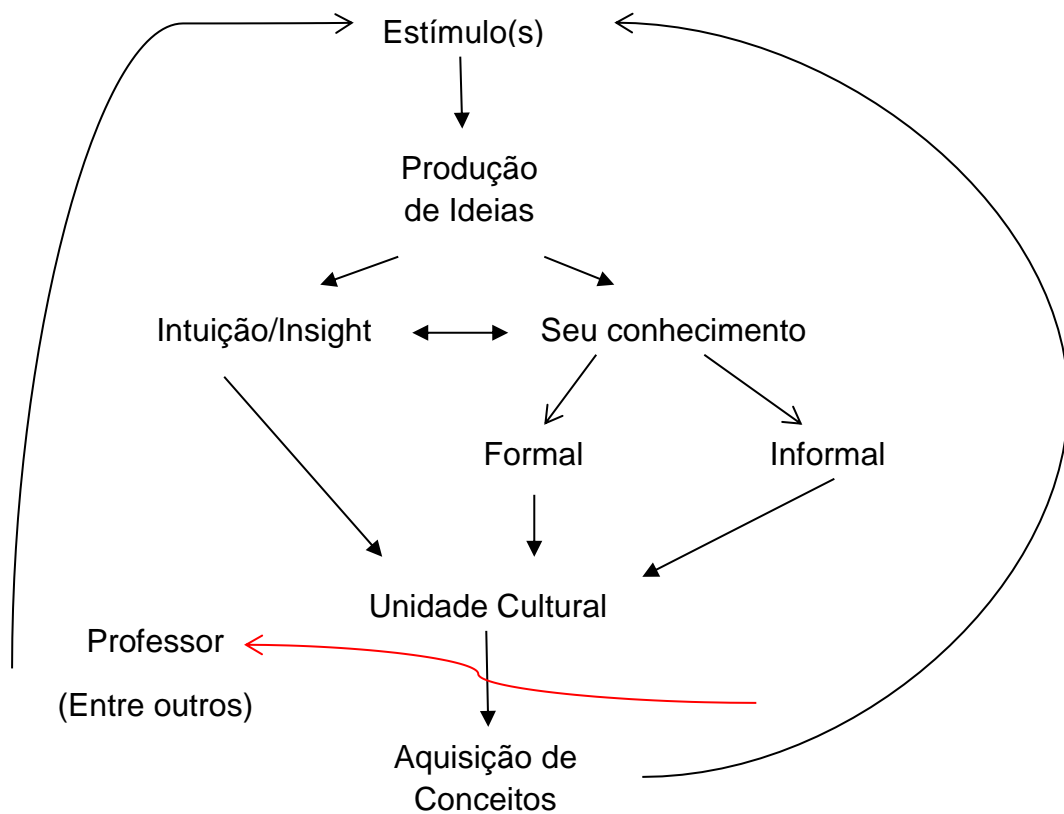 Estímulo(s)
Produção
de Ideias
Intuição/Insight
Seu conhecimento
Formal
Informal
Unidade Cultural
Professor
(Entre outros)
Aquisição de
Conceitos